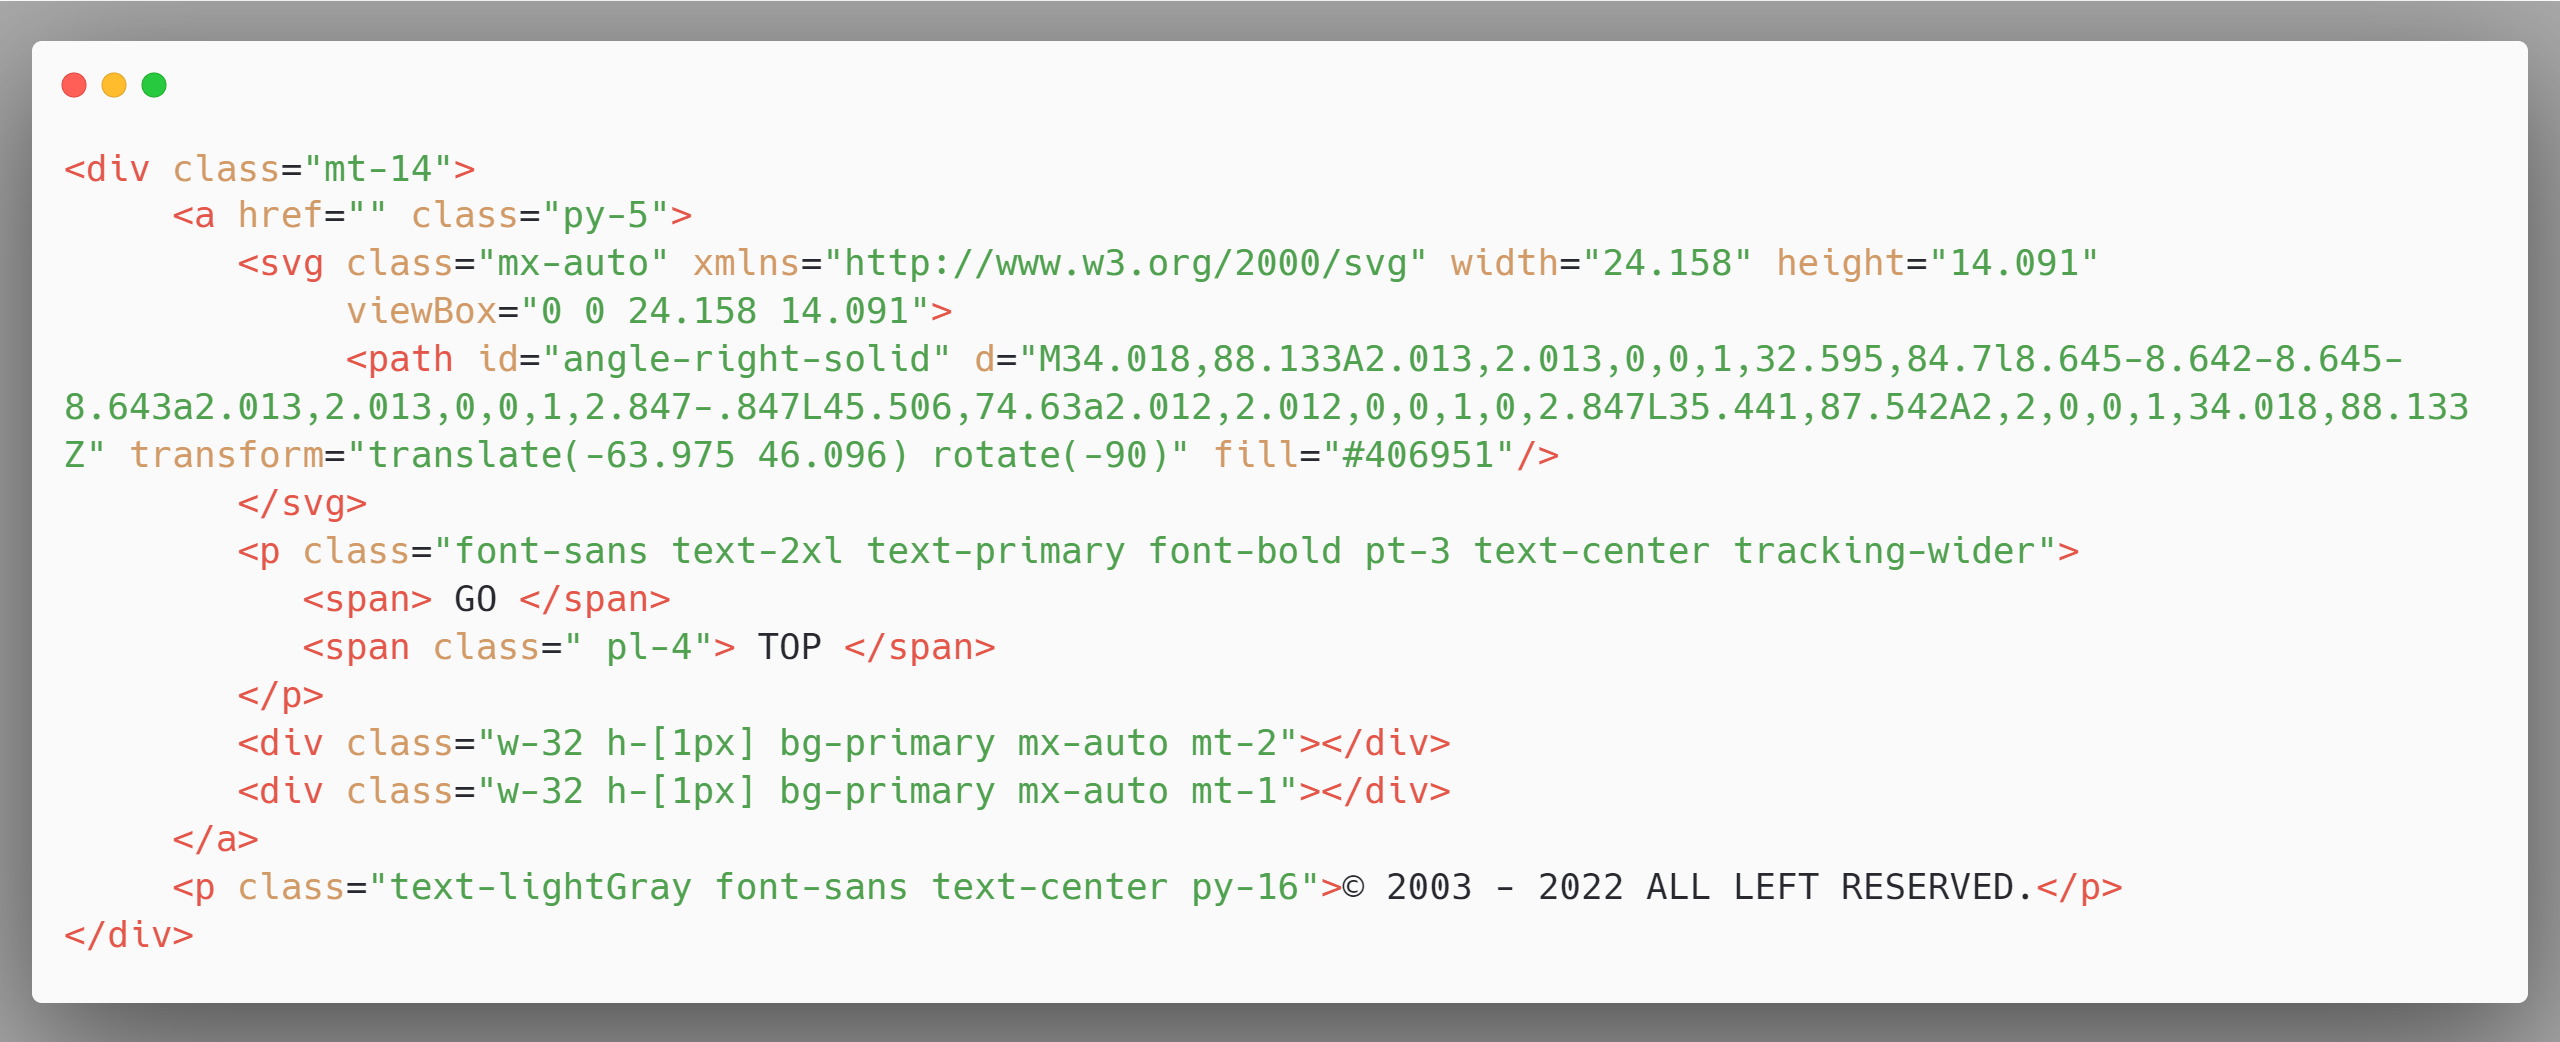 <div class="mt-14">
     <a href="" class="py-5">
        <svg class="mx-auto" xmlns="http://www.w3.org/2000/svg" width="24.158" height="14.091"
             viewBox="0 0 24.158 14.091">
             <path id="angle-right-solid" d="M34.018,88.133A2.013,2.013,0,0,1,32.595,84.7l8.645-8.642-8.645-
8.643a2.013,2.013,0,0,1,2.847-.847L45.506,74.63a2.012,2.012,0,0,1,0,2.847L35.441,87.542A2,2,0,0,1,34.018,88.133
Z" transform="translate(-63.975 46.096) rotate(-90)" fill="#406951"/>
        </svg>
        <p class="font-sans text-2xl text-primary font-bold pt-3 text-center tracking-wider">
           <span> GO </span>
           <span class=" pl-4"> TOP </span>
        </p>
        <div class="w-32 h-[1px] bg-primary mx-auto mt-2"></div>
        <div class="w-32 h-[1px] bg-primary mx-auto mt-1"></div>
     </a>
     <p class="text-lightGray font-sans text-center py-16">© 2003 - 2022 ALL LEFT RESERVED.</p>
</div>